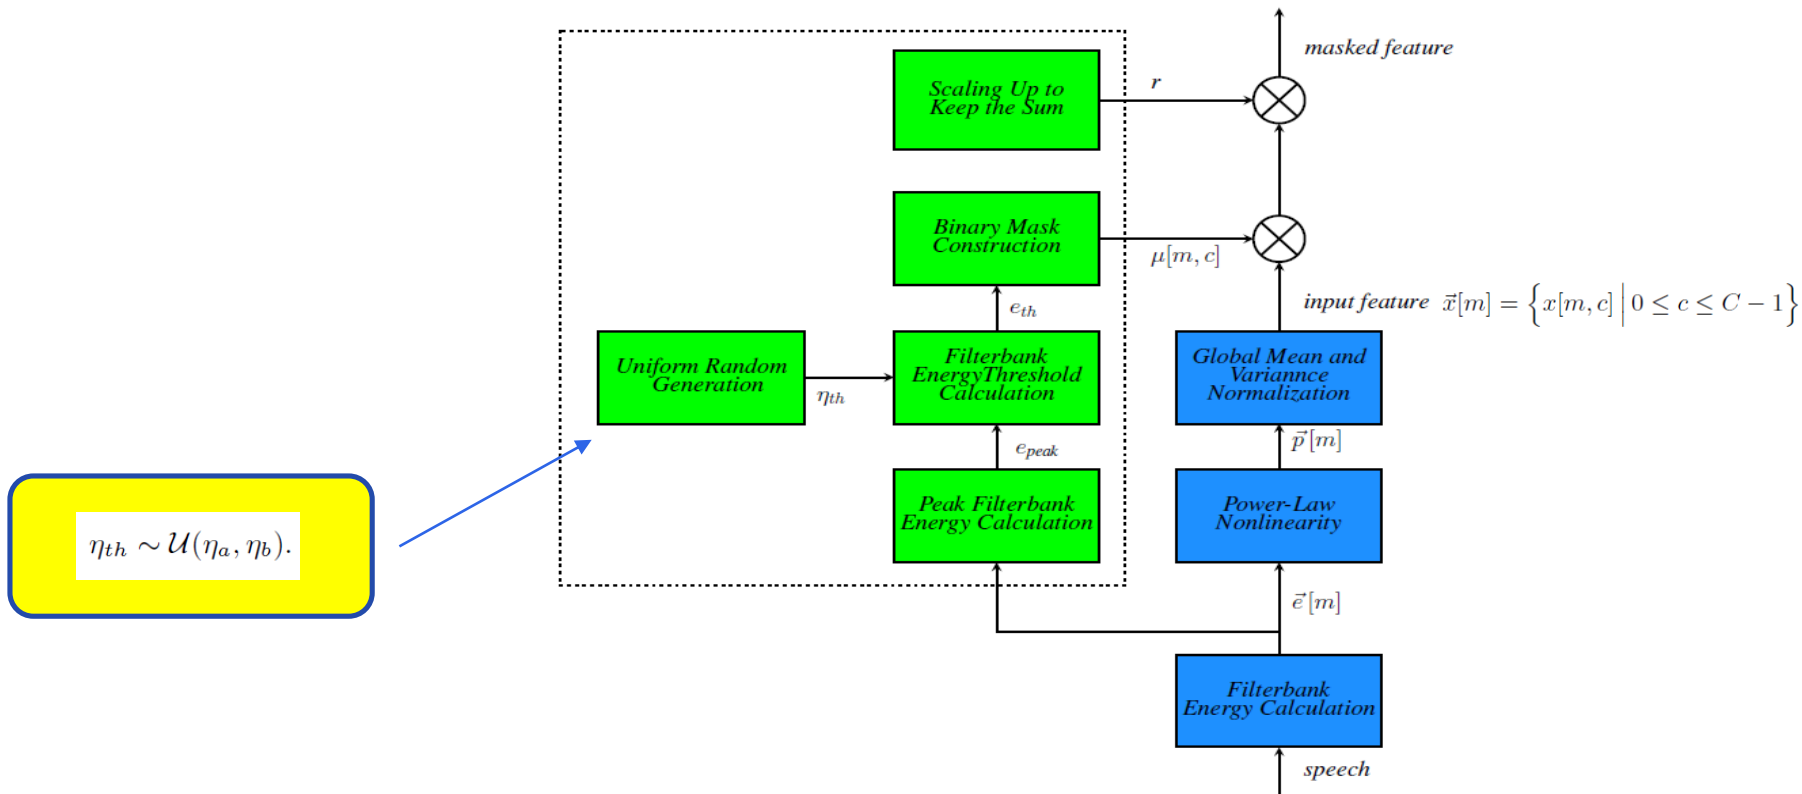 masked feature
Scaling Up to
Keep the Sum
r
Binary Mask
Construction
μ[m, c]
input feature x⃗[m] = {x[m, c] | 0 ≤ c ≤ C − 1}
e_th
Uniform Random
Generation
η_th
Filterbank
EnergyThreshold
Calculation
Global Mean and
Variannce
Normalization
p⃗[m]
e_peak
Peak Filterbank
Energy Calculation
Power-Law
Nonlinearity
η_th ∼ U(η_a, η_b).
e⃗[m]
Filterbank
Energy Calculation
speech